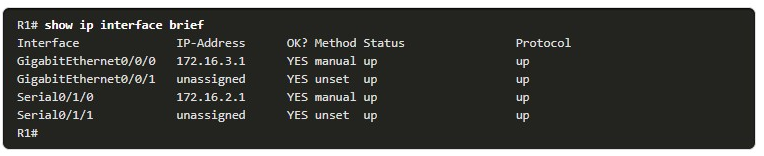 R1# show ip interface brief
Interface IP-Address OK? Method Status Protocol
GigabitEthernet0/0/0 172.16.3.1 YES manual up up
GigabitEthernet0/0/1 unassigned YES unset up up
Serial0/1/0 172.16.2.1 YES manual up up
Serial0/1/1 unassigned YES unset up up
R1#